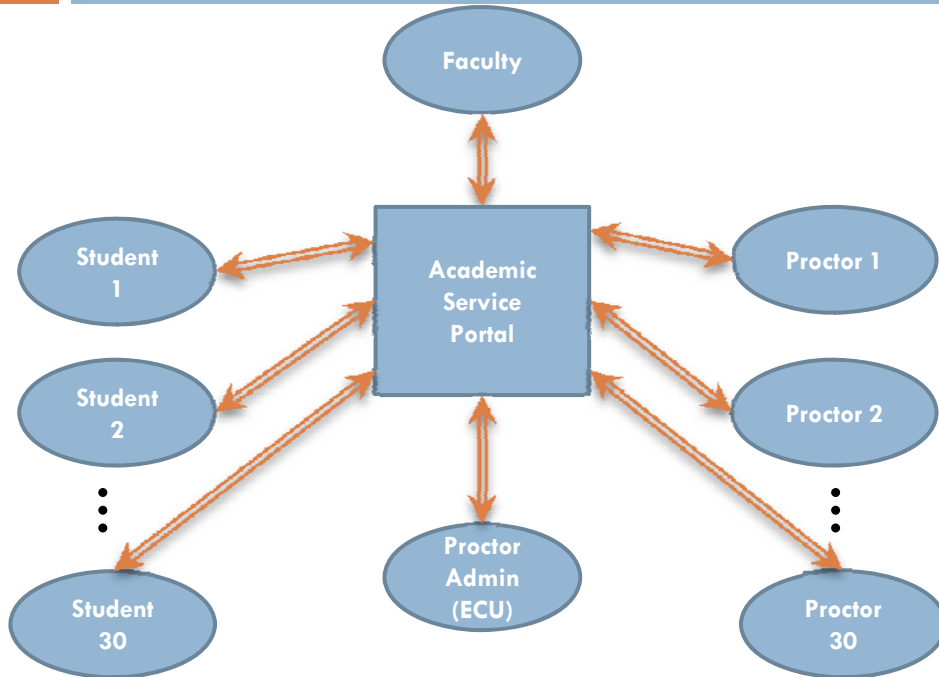 Faculty
Student
1
Academic
Service
Portal
Proctor 1
Student
2
Proctor 2
Proctor
Admin
(ECU)
Student
30
Proctor
30